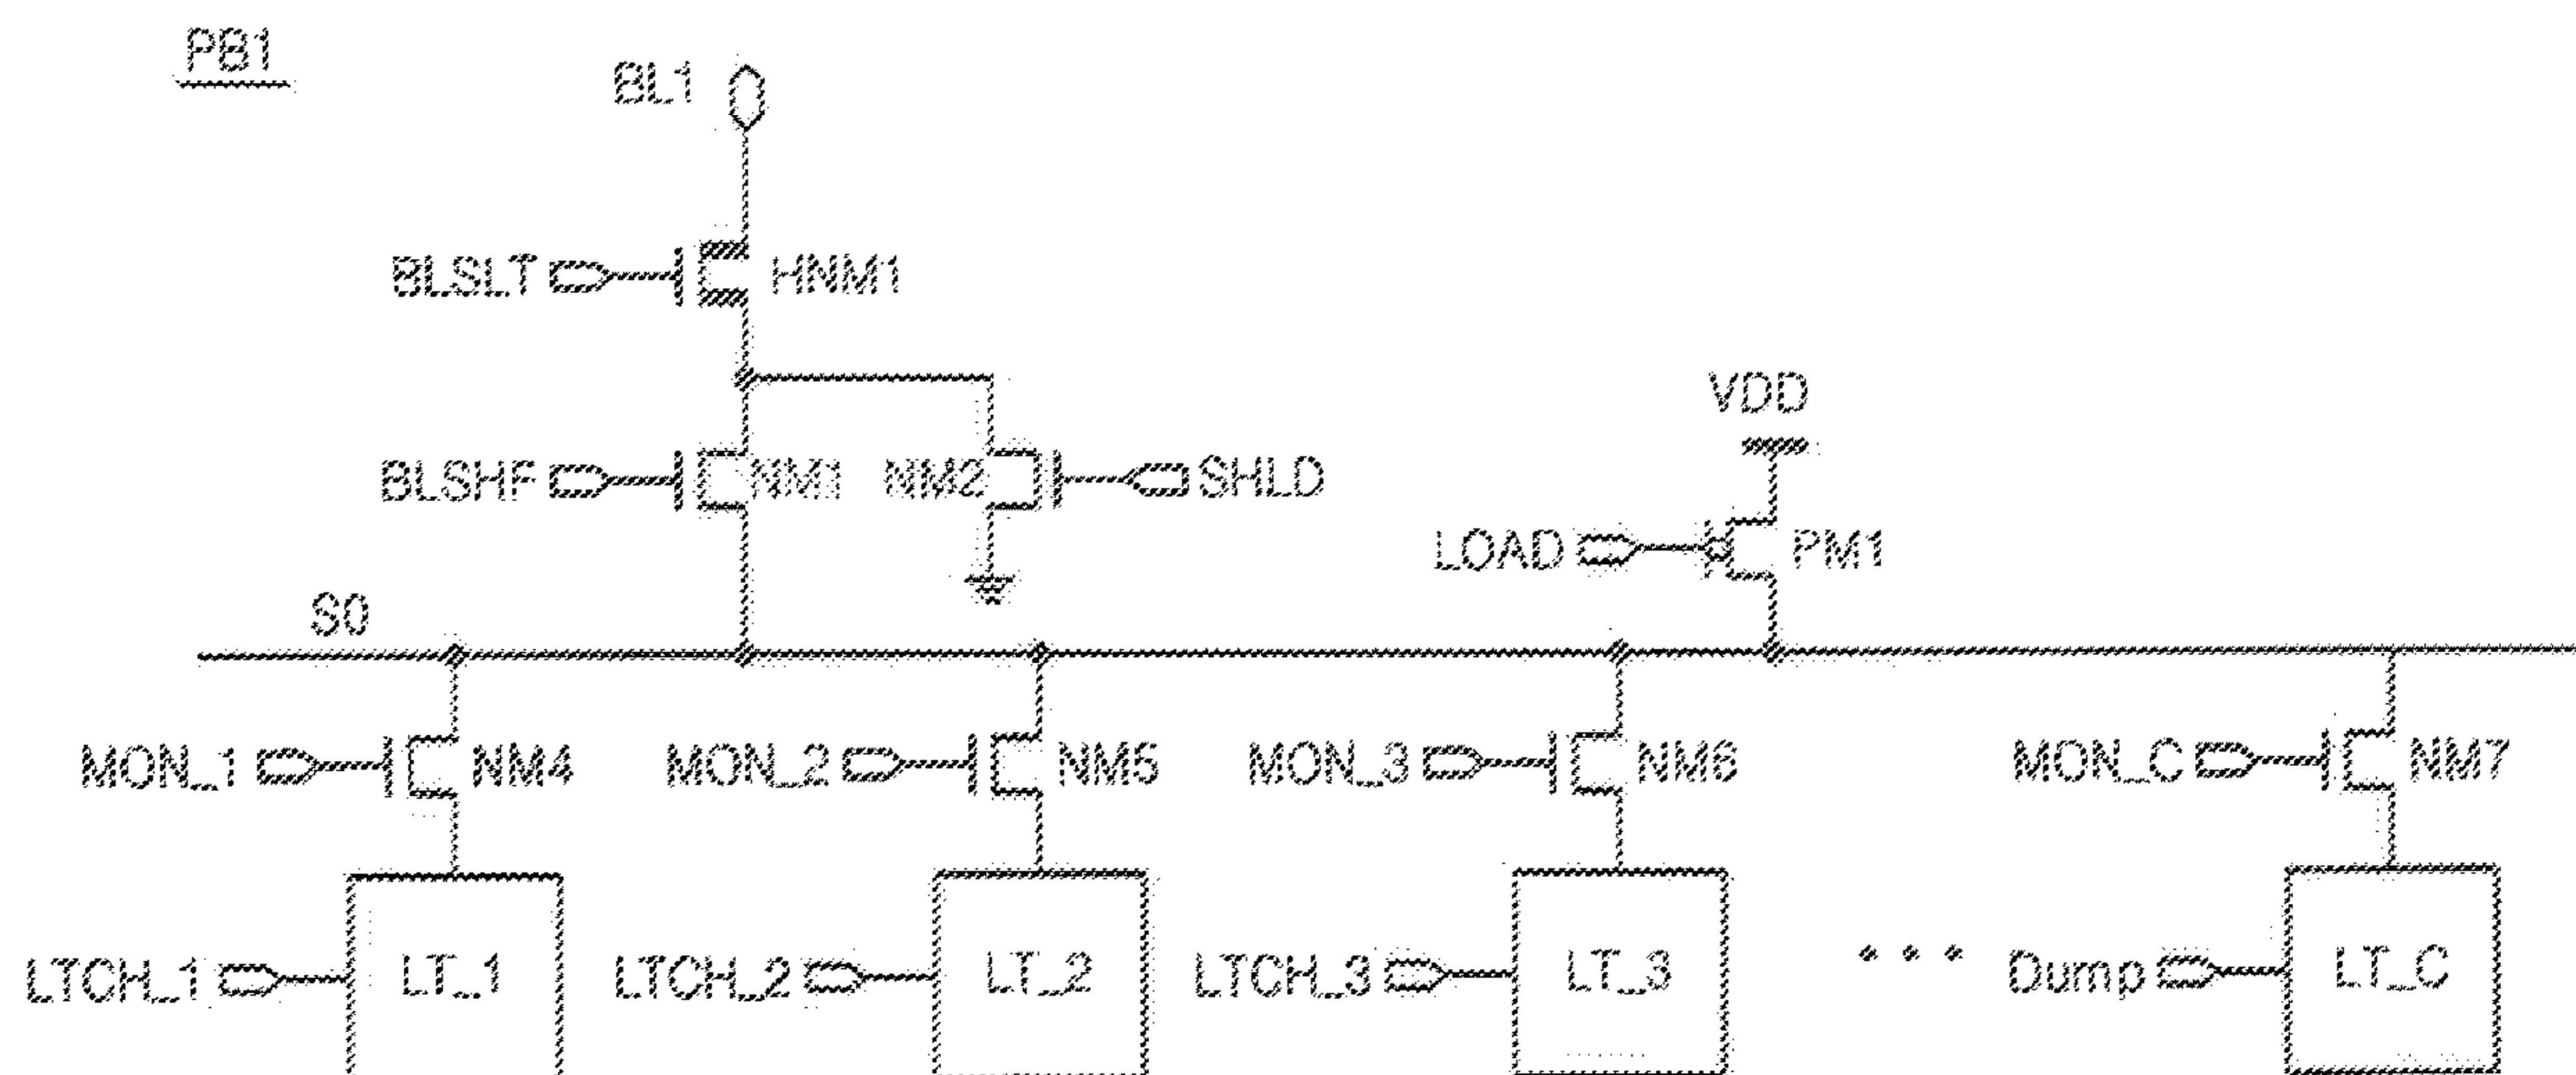 PB1
BL1
BLSLT HNM1
VDD
BLSHF NM1 NM2 SHLD
LOAD PM1
S0
MON_1 NM4 MON_2 NM5 MON_3 NM6 MON_C NM7
LTCH_1 LT_1 LTCH_2 LT_2 LTCH_3 LT_3 • • • Dump LT_C